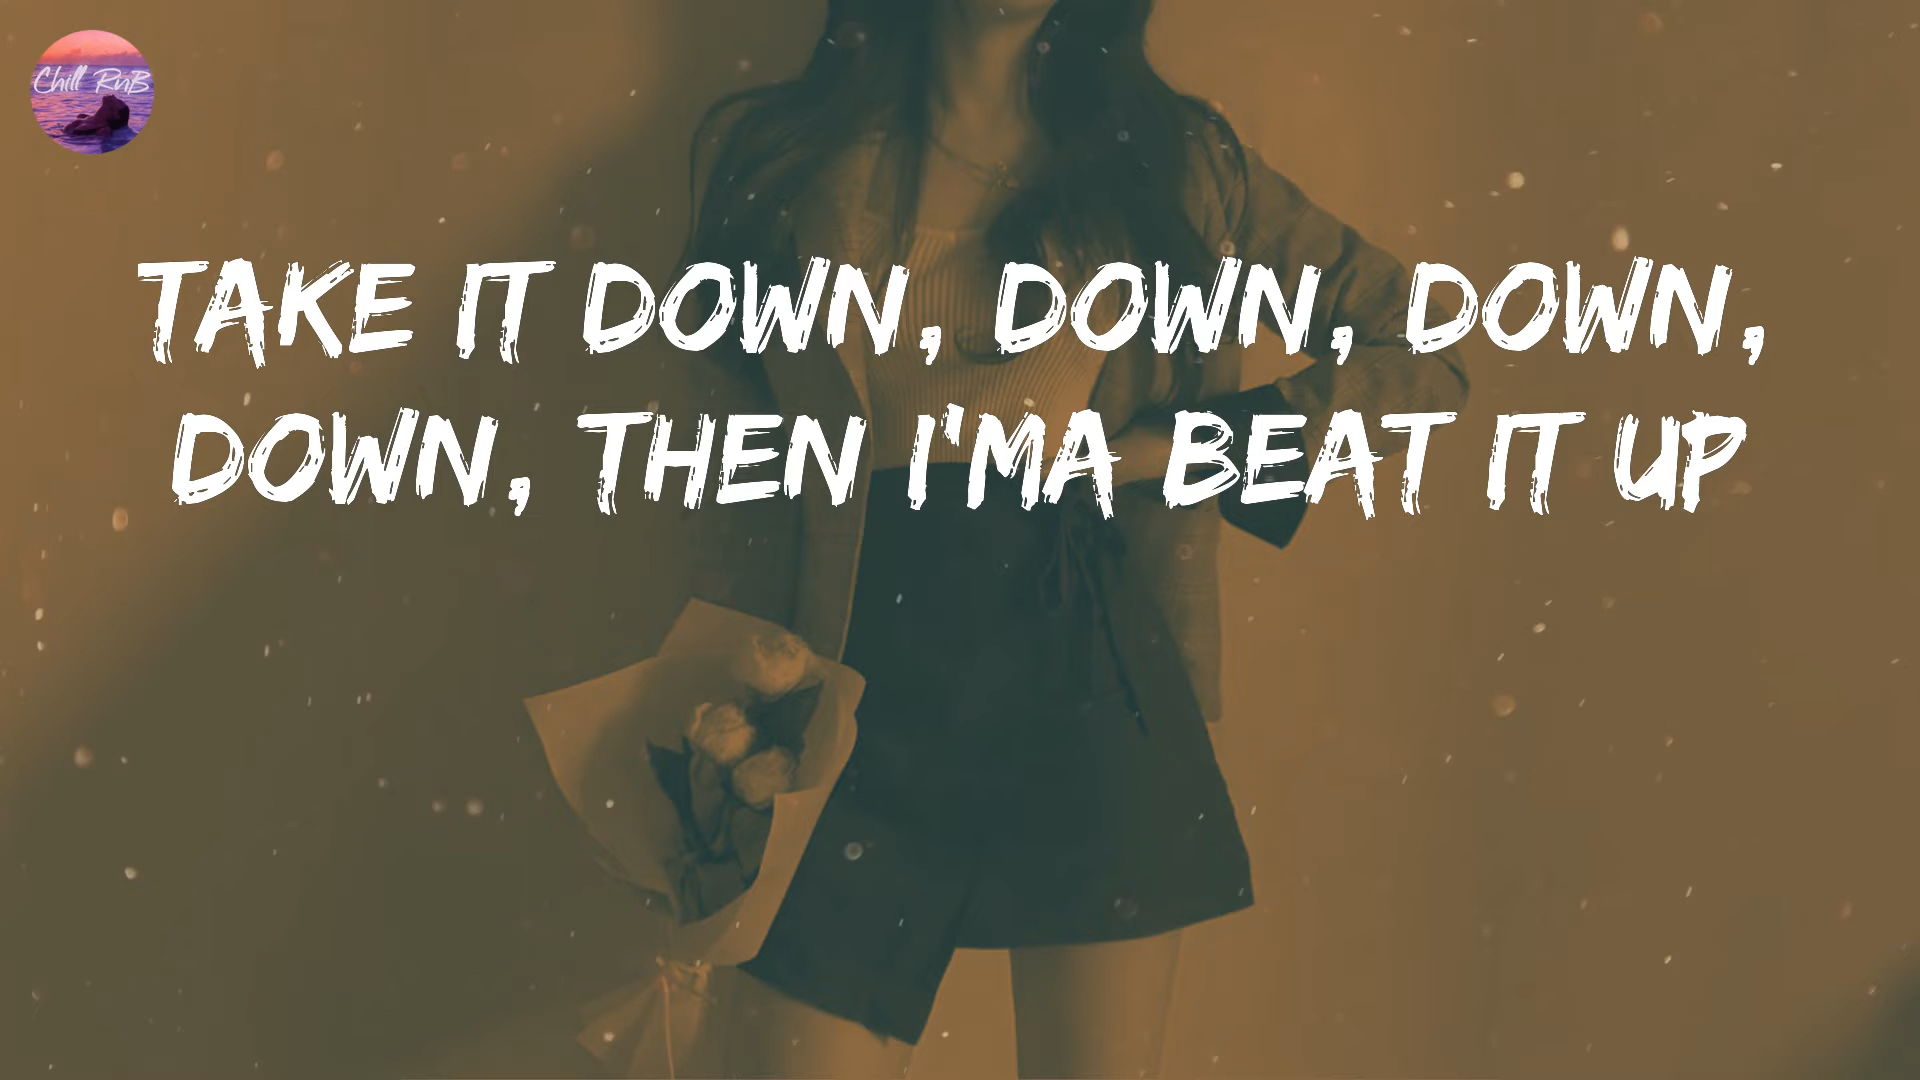 Chill RnB
TAKE IT DOWN, DOWN, DOWN,
DOWN, THEN I'MA BEAT IT UP